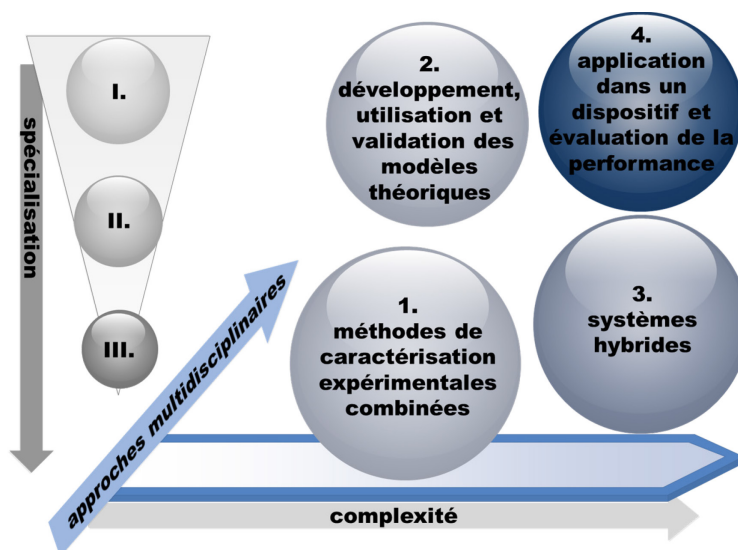 spécialisation
I.
II.
III.
approches multidisciplinaires
1.
méthodes de
caractérisation
expérimentales
combinées
2.
développement,
utilisation et
validation des
modèles
théoriques
3.
systèmes
hybrides
4.
application
dans un
dispositif et
évaluation de la
performance
complexité